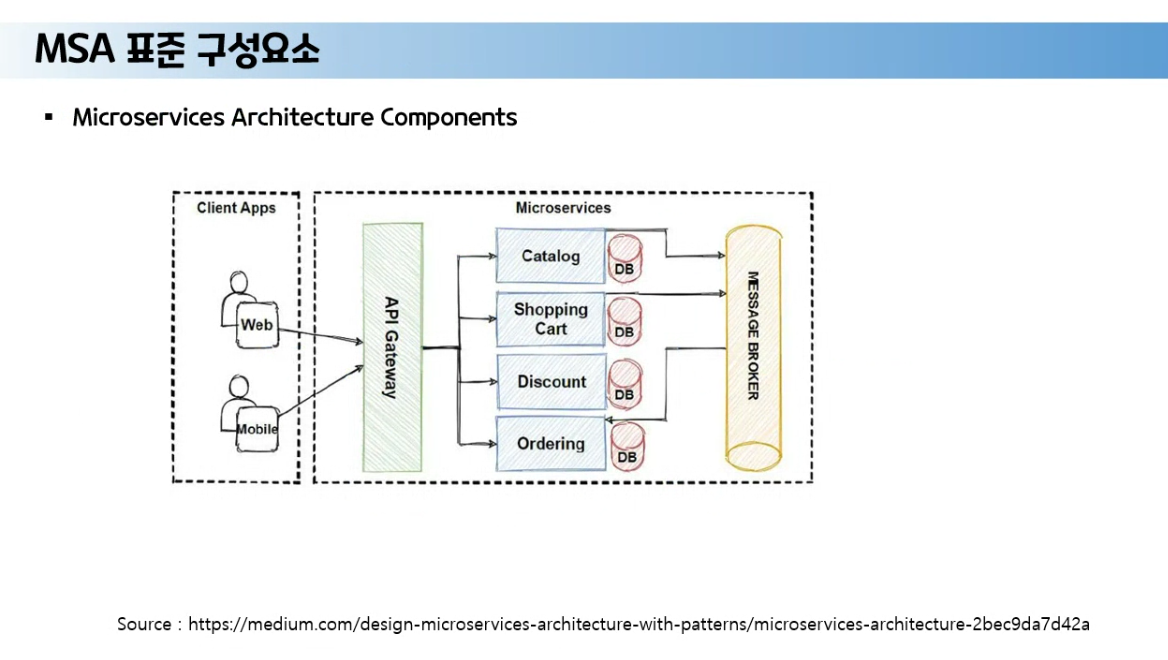 MSA 표준 구성요소
▪ Microservices Architecture Components
Client Apps
Microservices
Web
Mobile
API Gateway
Catalog
DB
Shopping
Cart
DB
Discount
DB
Ordering
DB
MESSAGE BROKER
Source : https://medium.com/design-microservices-architecture-with-patterns/microservices-architecture-2bec9da7d42a